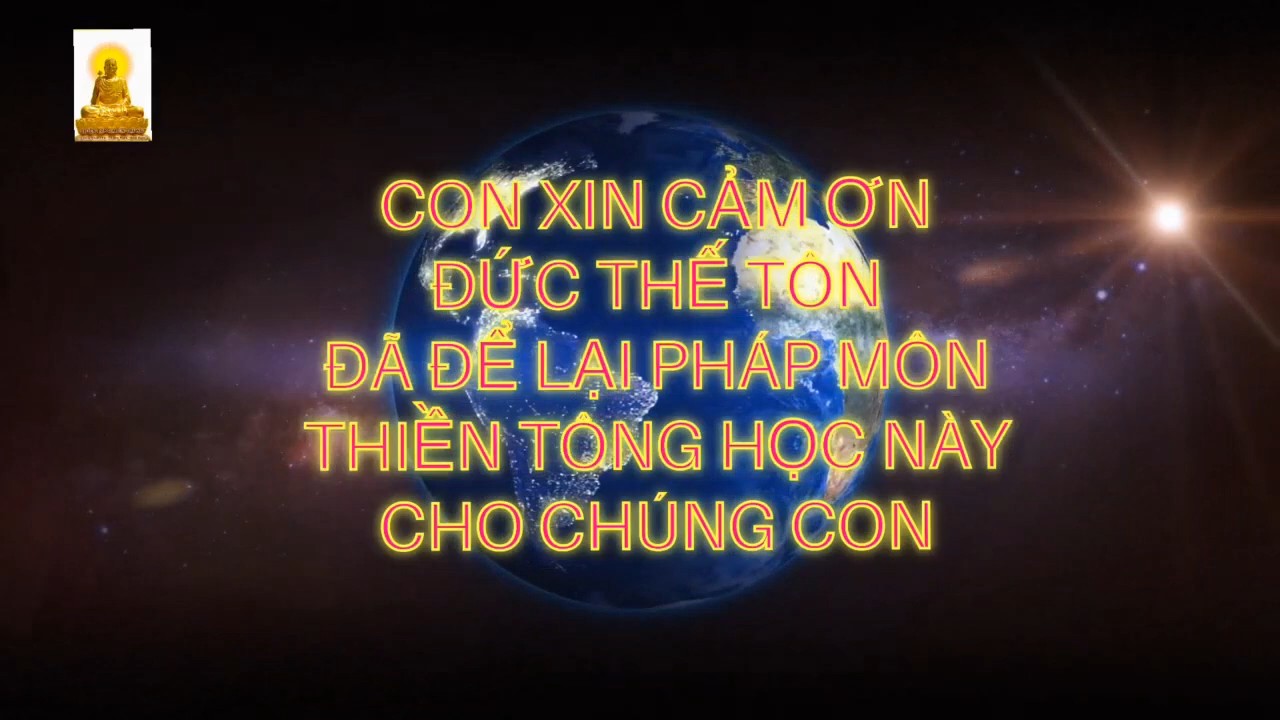 CON XIN CẢM ƠN
ĐỨC THẾ TÔN
ĐÃ ĐỂ LẠI PHÁP MÔN
THIỀN TÔNG HỌC NÀY
CHO CHÚNG CON